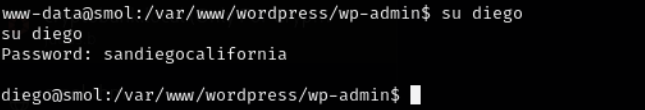 www-data@smol:/var/www/wordpress/wp-admin$ su diego
su diego
Password: sandiegocalifornia
diego@smol:/var/www/wordpress/wp-admin$